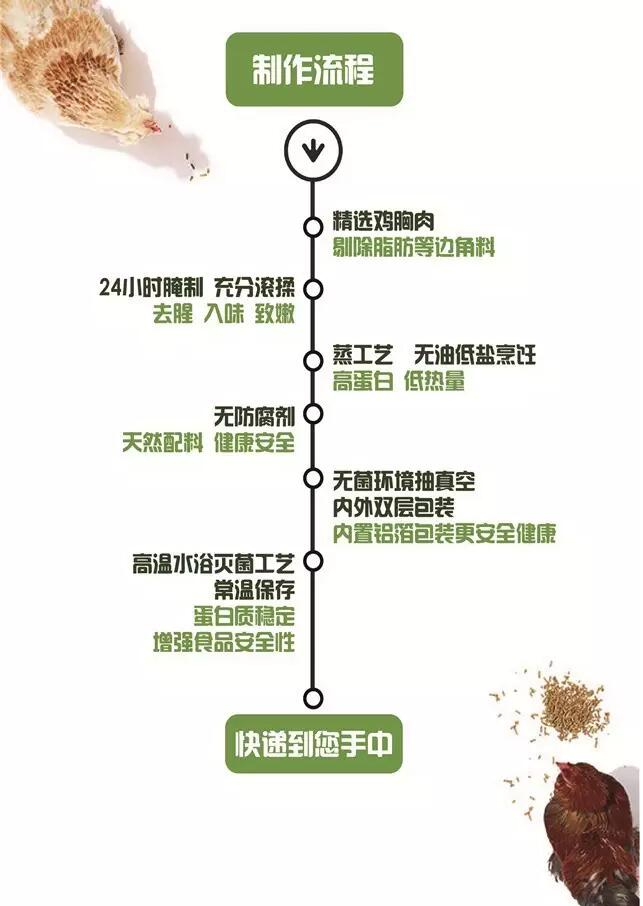 制作流程
精选鸡胸肉
剔除脂肪等边角料
24小时腌制 充分滚揉
去腥 入味 致嫩
蒸工艺 无油低盐烹饪
高蛋白 低热量
无防腐剂
天然配料 健康安全
无菌环境抽真空
内外双层包装
内置铝箔包装更安全健康
高温水浴灭菌工艺
常温保存
蛋白质稳定
增强食品安全性
快递到您手中